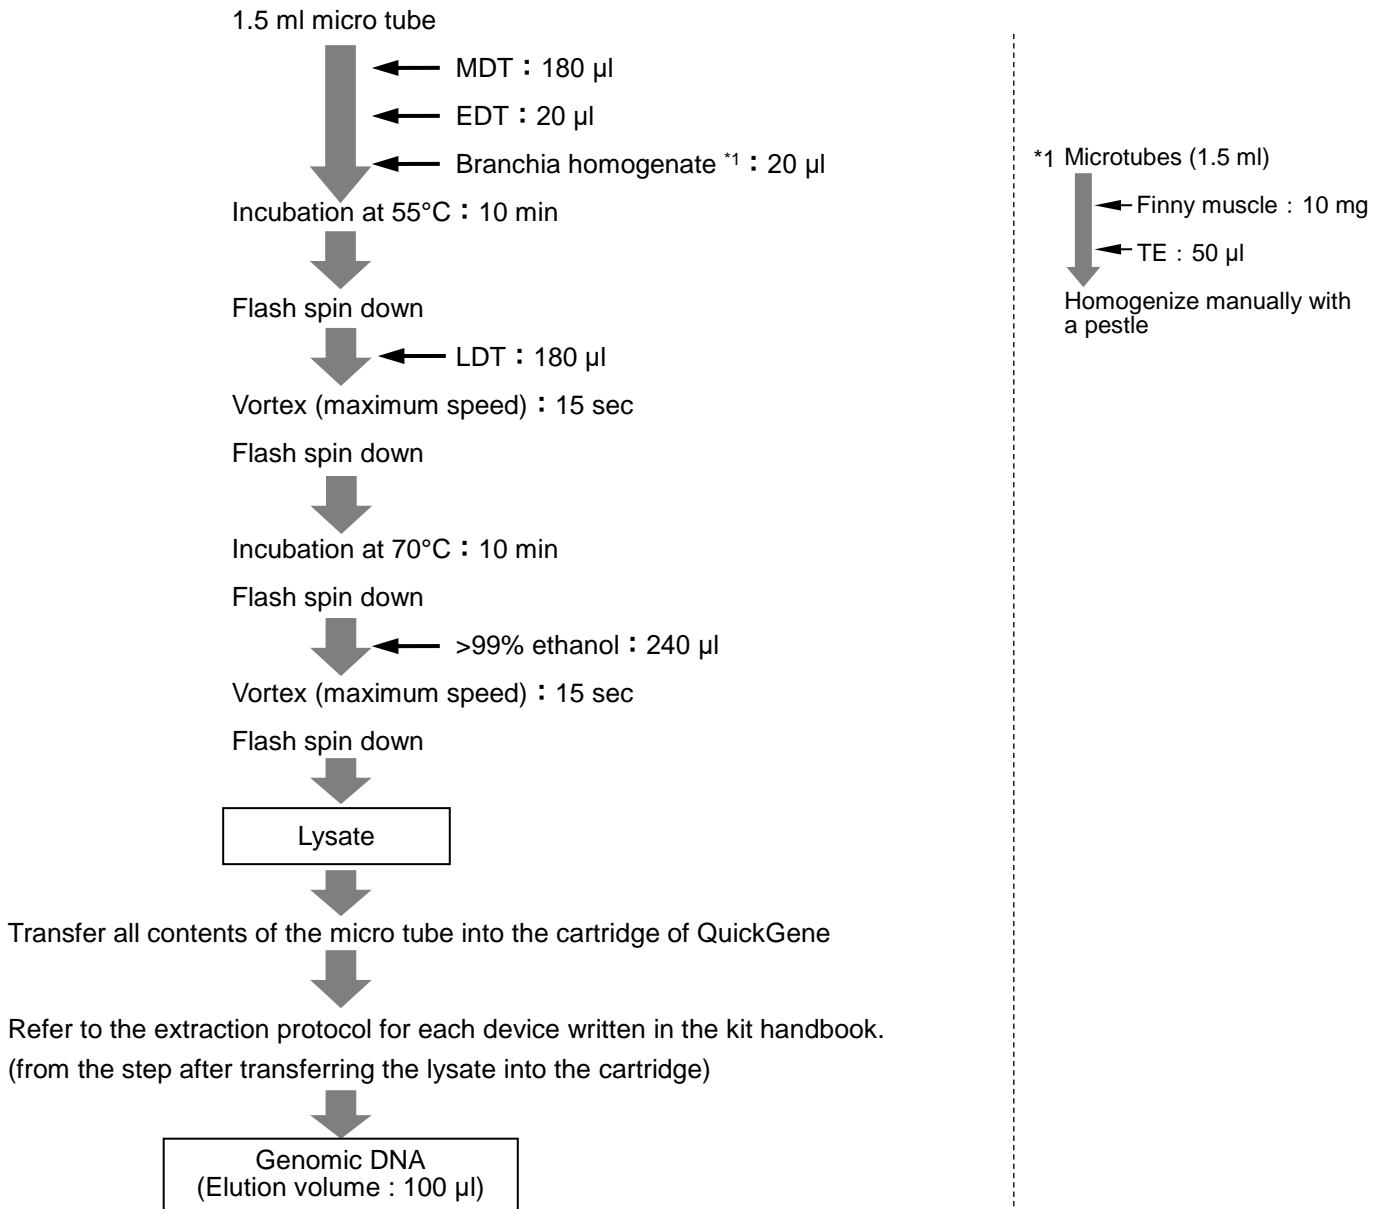 1.5 ml micro tube
MDT：180 µl
EDT：20 µl
Branchia homogenate *1：20 µl
Incubation at 55°C：10 min
Flash spin down
LDT：180 µl
Vortex (maximum speed)：15 sec
Flash spin down
Incubation at 70°C：10 min
Flash spin down
>99% ethanol：240 µl
Vortex (maximum speed)：15 sec
Flash spin down
Lysate
Transfer all contents of the micro tube into the cartridge of QuickGene
Refer to the extraction protocol for each device written in the kit handbook.
(from the step after transferring the lysate into the cartridge)
Genomic DNA
(Elution volume : 100 µl)
*1 Microtubes (1.5 ml)
Finny muscle：10 mg
TE：50 µl
Homogenize manually with
a pestle